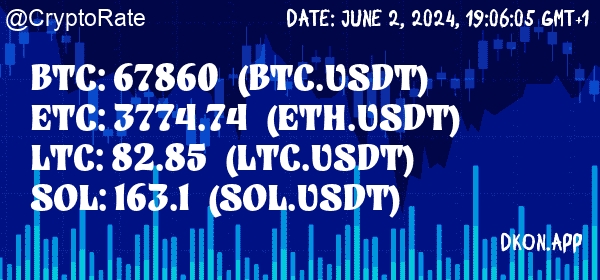 @CryptoRate
DATE: JUNE 2, 2024, 19:06:05 GMT+1
BTC: 67860 (BTC.USDT)
ETC: 3774.74 (ETH.USDT)
LTC: 82.85 (LTC.USDT)
SOL: 163.1 (SOL.USDT)
DKON.APP